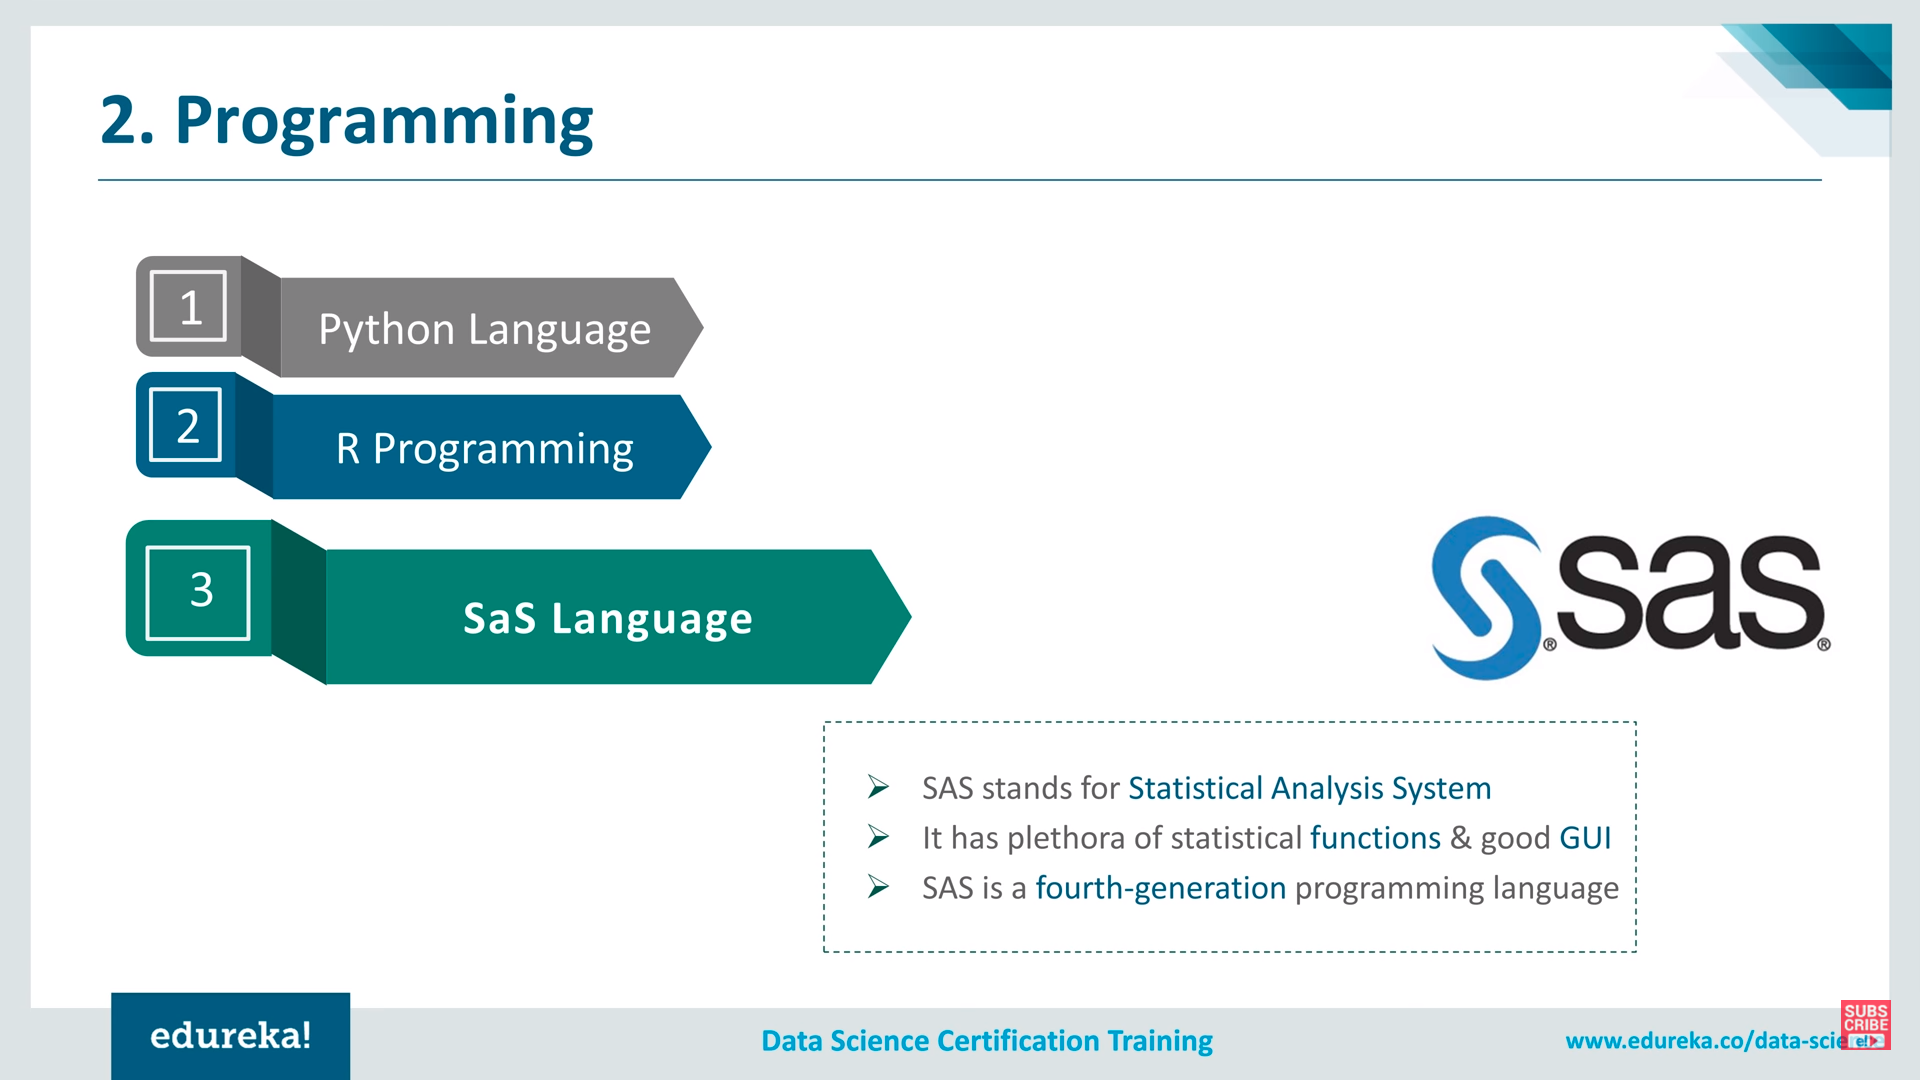 2. Programming
1
Python Language
2
R Programming
3
SaS Language
sas
® ®
SAS stands for Statistical Analysis System
It has plethora of statistical functions & good GUI
SAS is a fourth-generation programming language
edureka!
Data Science Certification Training
www.edureka.co/data-scie
SUBS
CRIBE